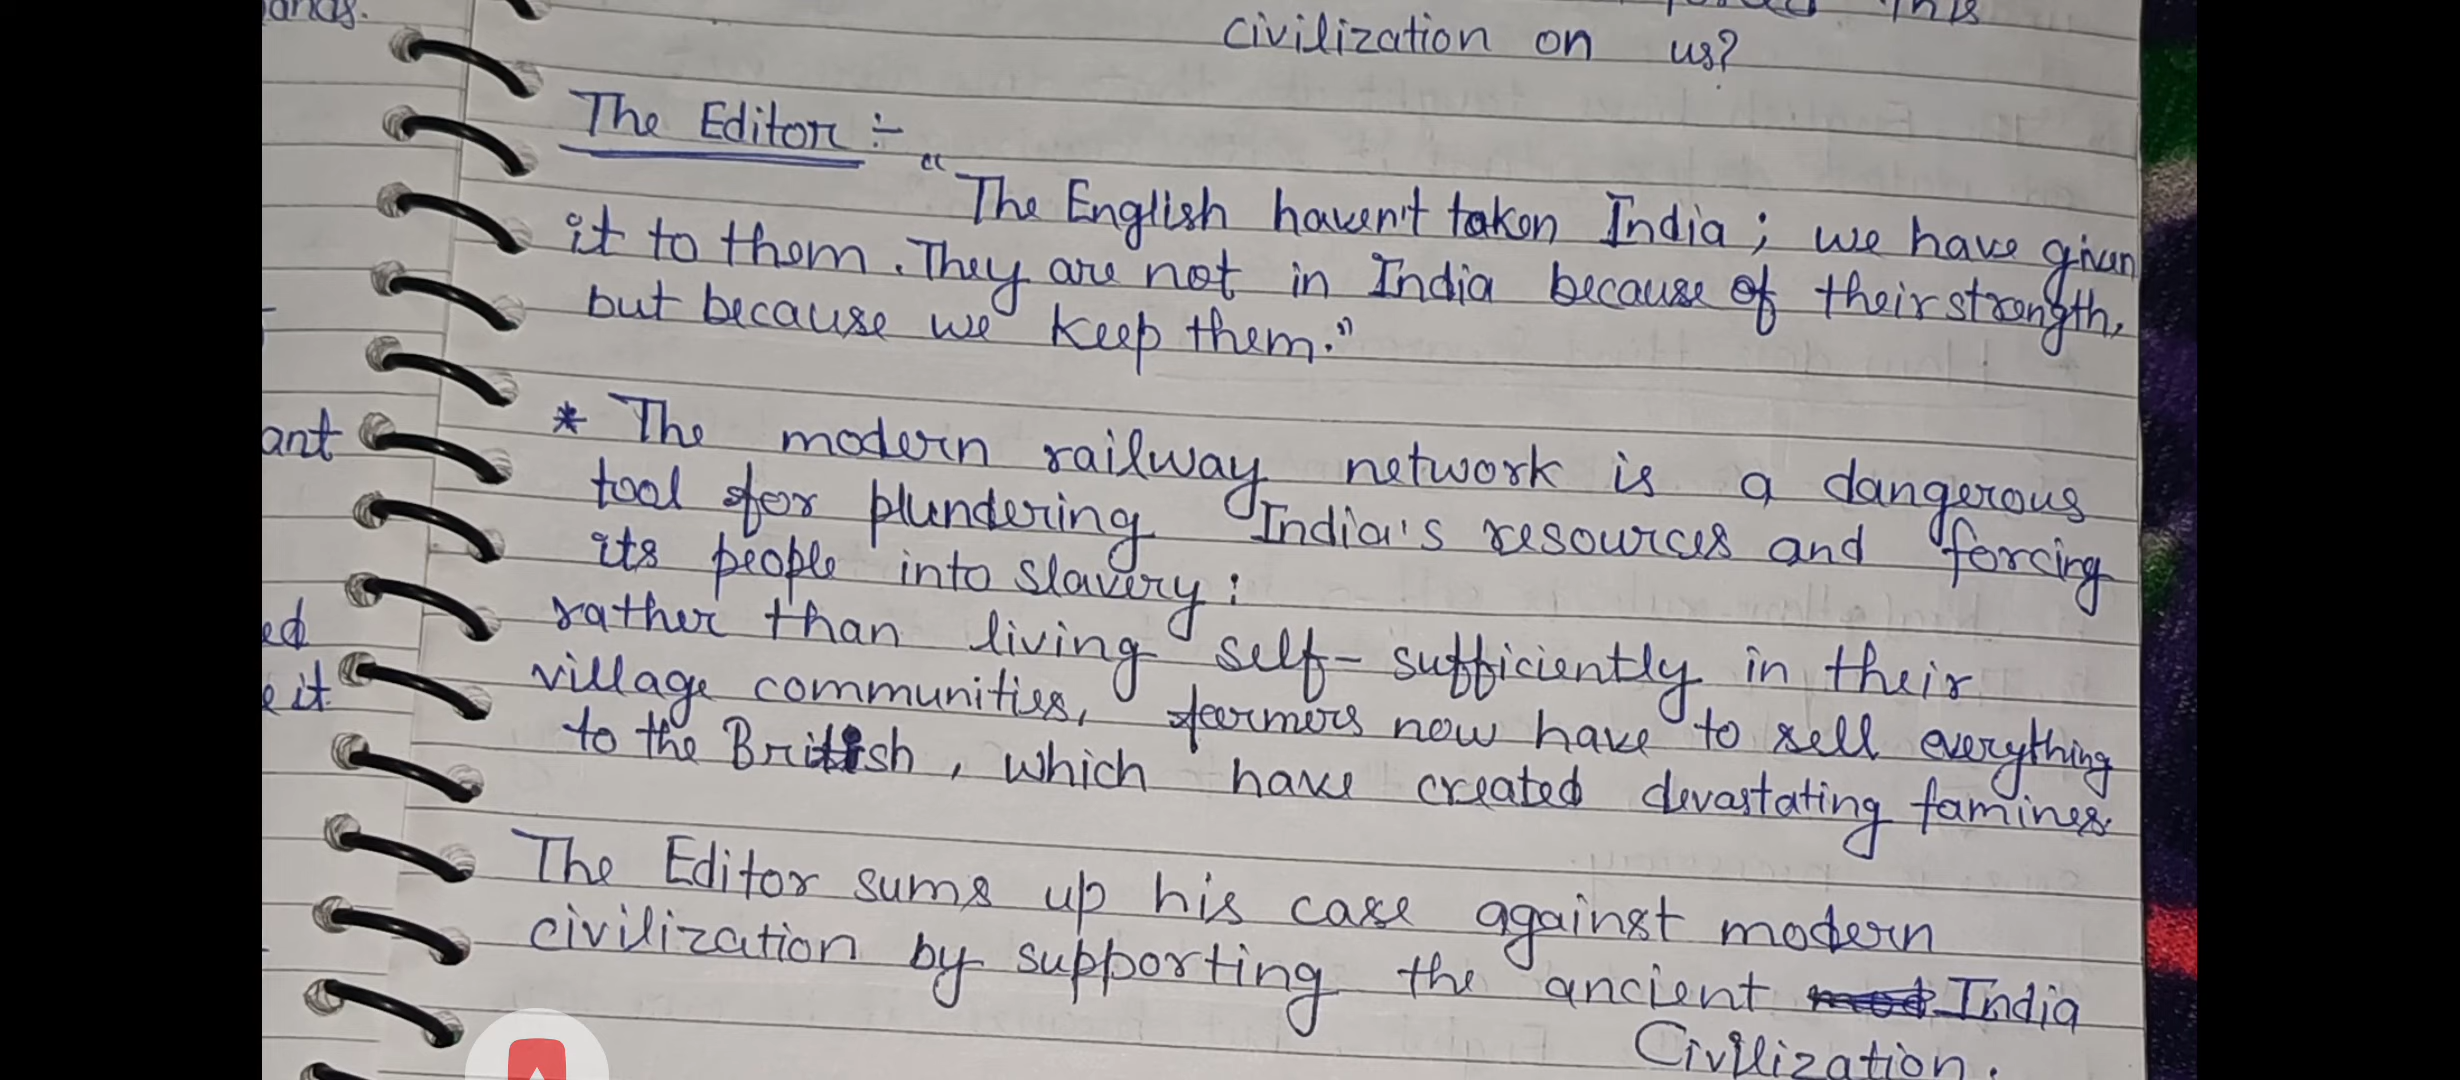 ands.
This
civilization on us?
The Editor :-
"The English haven't taken India ; we have given
it to them. They are not in India because of their strength,
but because we keep them."
* The modern railway network is a dangerous
tool for plundering India's resources and forcing
its people into slavery :
rather than living self-sufficiently in their
village communities, farmers now have to sell everything
to the British, which have created devastating famines.
The Editor sums up his case against modern
civilization by supporting the ancient India
Civilization.
ant
ed
e it